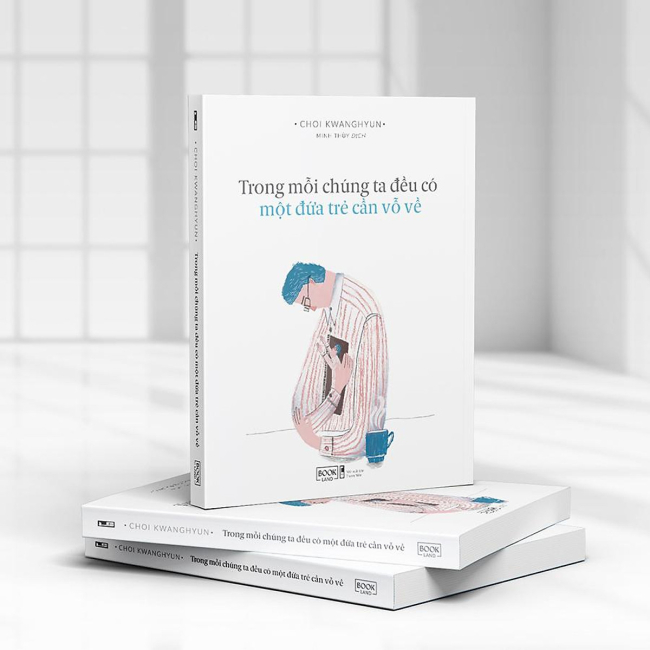 • CHOI KWANGHYUN •
MINH THÙY DỊCH
Trong mỗi chúng ta đều có
một đứa trẻ cần vỗ về
BOOK
LAND
• CHOI KWANGHYUN •
Trong mỗi chúng ta đều có một đứa trẻ cần vỗ về
• CHOI KWANGHYUN •
Trong mỗi chúng ta đều có một đứa trẻ cần vỗ về
BOOK
LAND
• CHOI KWANGHYUN •
Trong mỗi chúng ta đều có một đứa trẻ cần vỗ về
BOOK
LAND